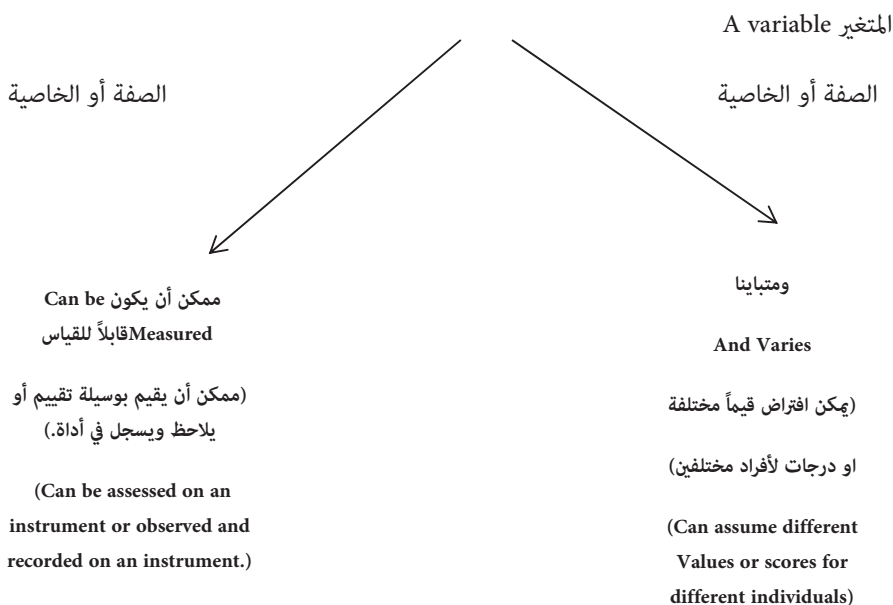 المتغير A variable
الصفة أو الخاصية
الصفة أو الخاصية
ومتباينا
And Varies
(يمكن افتراض قيماً مختلفة
او درجات لأفراد مختلفين)
(Can assume different
Values or scores for
different individuals)
ممكن أن يكون Can be
Measured قابلاً للقياس
(ممكن أن يقيم بوسيلة تقييم أو
يلاحظ ويسجل في أداة.)
(Can be assessed on an
instrument or observed and
recorded on an instrument.)